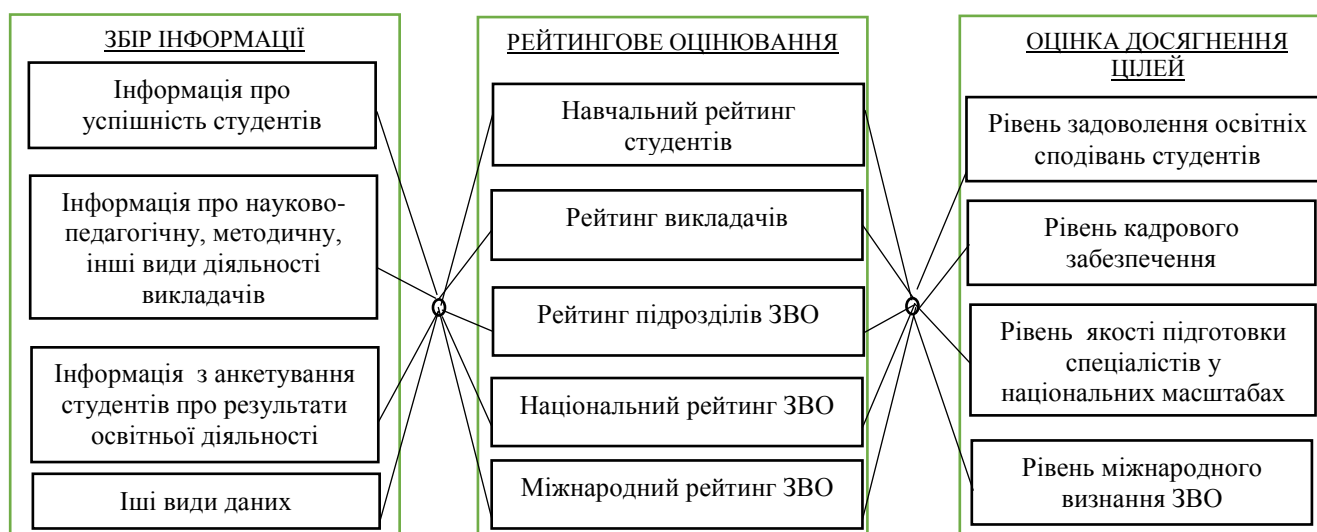 ЗБІР ІНФОРМАЦІЇ
Інформація про
успішність студентів
Інформація про науково-
педагогічну, методичну,
інші види діяльності
викладачів
Інформація з анкетування
студентів про результати
освітньої діяльності
Іші види даних
РЕЙТИНГОВЕ ОЦІНЮВАННЯ
Навчальний рейтинг
студентів
Рейтинг викладачів
Рейтинг підрозділів ЗВО
Національний рейтинг ЗВО
Міжнародний рейтинг ЗВО
ОЦІНКА ДОСЯГНЕННЯ
ЦІЛЕЙ
Рівень задоволення освітніх
сподівань студентів
Рівень кадрового
забезпечення
Рівень якості підготовки
спеціалістів у
національних масштабах
Рівень міжнародного
визнання ЗВО